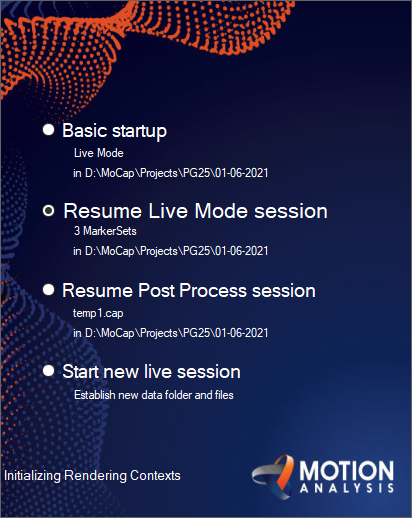 Basic startup
Live Mode
in D:\MoCap\Projects\PG25\01-06-2021
Resume Live Mode session
3 MarkerSets
in D:\MoCap\Projects\PG25\01-06-2021
Resume Post Process session
temp1.cap
in D:\MoCap\Projects\PG25\01-06-2021
Start new live session
Establish new data folder and files
Initializing Rendering Contexts
MOTION
ANALYSIS